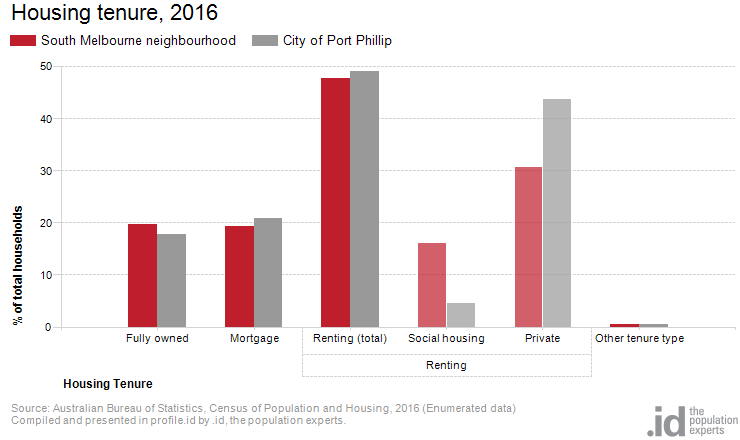 Housing tenure, 2016
South Melbourne neighbourhood City of Port Phillip
50
40
30
20
10
0
% of total households
Fully owned Mortgage Renting (total) Social housing Private Other tenure type
Renting
Housing Tenure
Source: Australian Bureau of Statistics, Census of Population and Housing, 2016 (Enumerated data)
Compiled and presented in profile.id by .id, the population experts.
.id the
population
experts